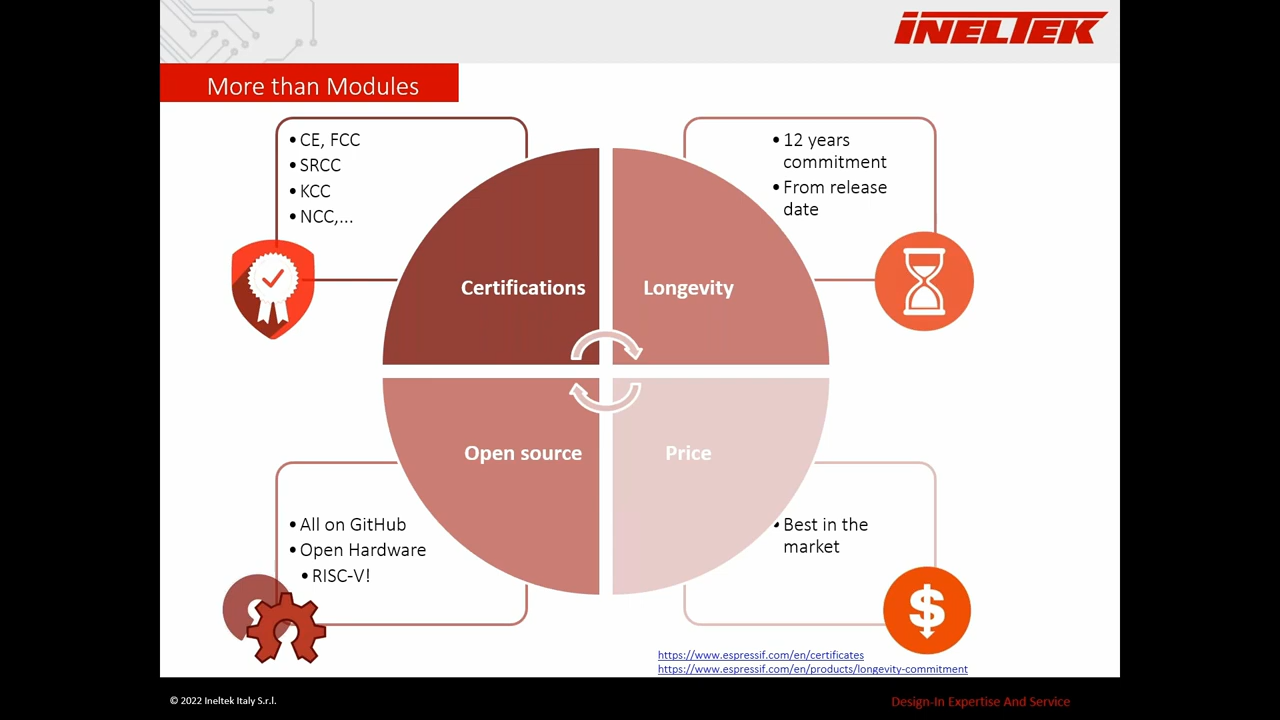 INELTEK
More than Modules
• CE, FCC
• SRCC
• KCC
• NCC,...
• 12 years
commitment
• From release
date
Certifications
Longevity
Open source
Price
• All on GitHub
• Open Hardware
• RISC-V!
• Best in the
market
$
https://www.espressif.com/en/certificates
https://www.espressif.com/en/products/longevity-commitment
© 2022 Ineltek Italy S.r.l.
Design-In Expertise And Service